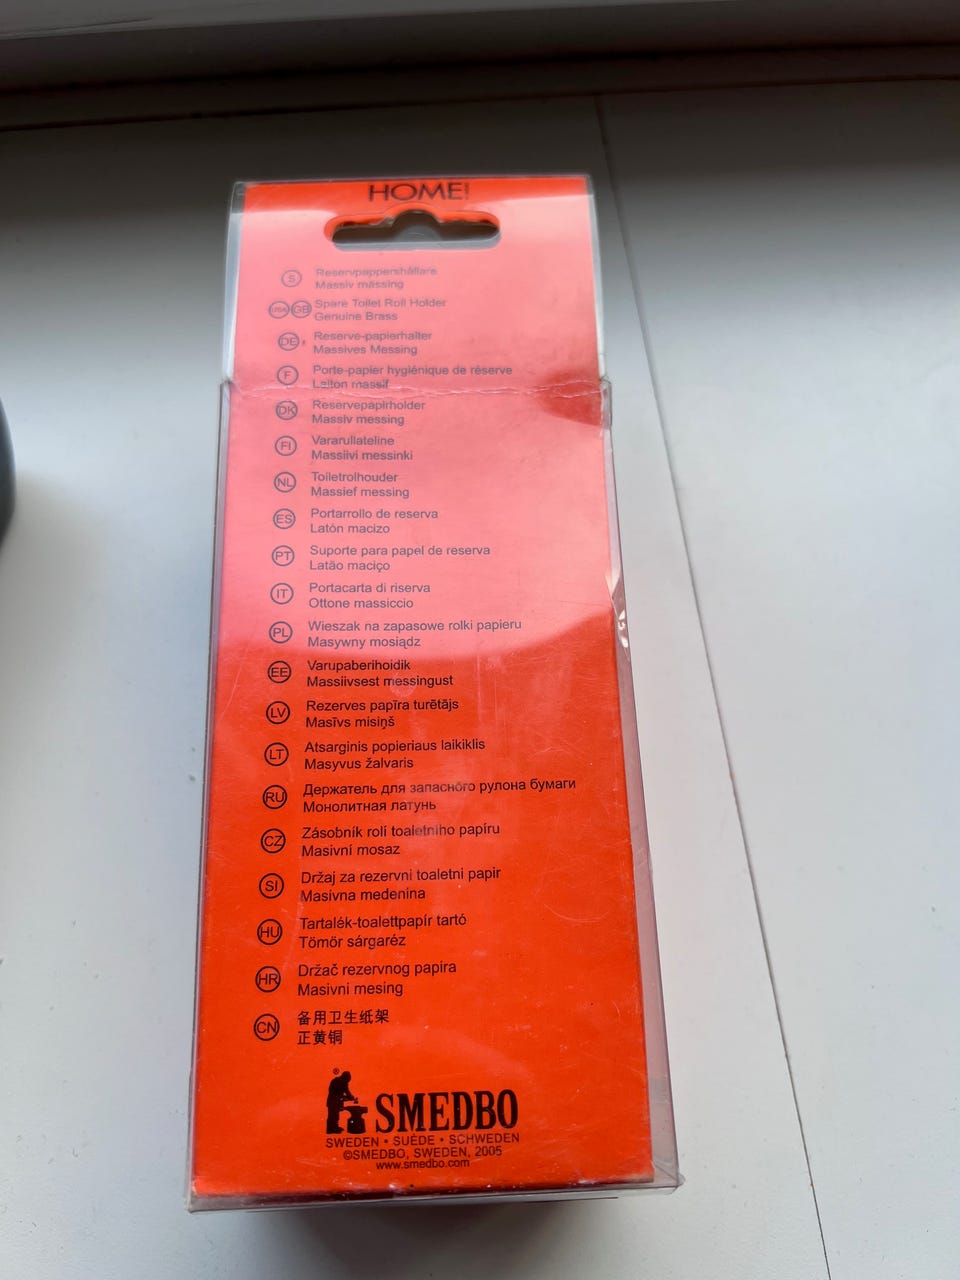 HOME!
S Reservpappershållare
Massiv mässing
USA GB Spare Toilet Roll Holder
Genuine Brass
DE Reserve-papierhalter
Massives Messing
F Porte-papier hygiénique de réserve
Laiton massif
DK Reservepapirholder
Massiv messing
FI Vararullateline
Massiivi messinki
NL Toiletrolhouder
Massief messing
ES Portarrollo de reserva
Latón macizo
PT Suporte para papel de reserva
Latão maciço
IT Portacarta di riserva
Ottone massiccio
PL Wieszak na zapasowe rolki papieru
Masywny mosiądz
EE Varupaberihoidik
Massiivsest messingust
LV Rezerves papīra turētājs
Masīvs misiņš
LT Atsarginis popieriaus laikiklis
Masyvus žalvaris
RU Держатель для запасного рулона бумаги
Монолитная латунь
CZ Zásobník rolí toaletního papíru
Masivní mosaz
SI Držaj za rezervni toaletni papir
Masivna medenina
HU Tartalék-toalettpapír tartó
Tömör sárgaréz
HR Držač rezervnog papira
Masivni mesing
CN 备用卫生纸架
正黄铜
® SMEDBO
SWEDEN • SUÈDE • SCHWEDEN
©SMEDBO, SWEDEN, 2005
www.smedbo.com